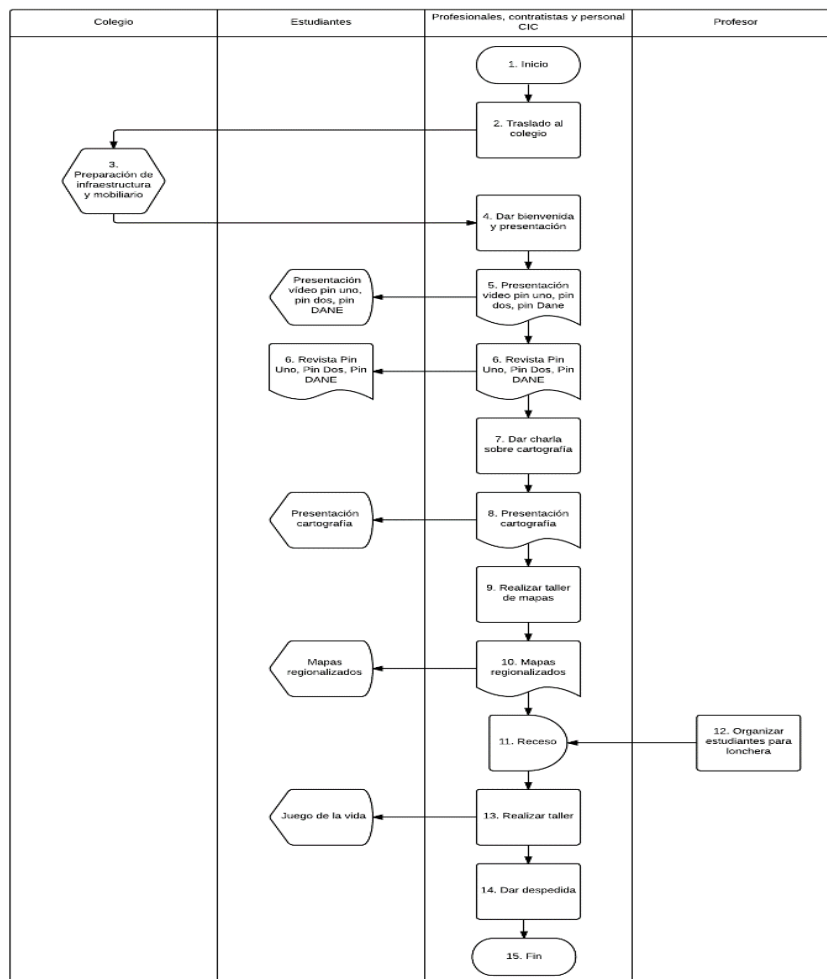 Colegio
Estudiantes
Profesionales, contratistas y personal
CIC
Profesor
1. Inicio
2. Traslado al
colegio
3.
Preparación de
infraestructura
y mobiliario
4. Dar bienvenida
y presentación
Presentación
vídeo pin uno,
pin dos, pin
DANE
5. Presentación
video pin uno, pin
dos, pin Dane
6. Revista Pin
Uno, Pin Dos, Pin
DANE
6. Revista Pin
Uno, Pin Dos, Pin
DANE
7. Dar charla
sobre cartografía
Presentación
cartografía
8. Presentación
cartografía
9. Realizar taller
de mapas
Mapas
regionalizados
10. Mapas
regionalizados
11. Receso
12. Organizar
estudiantes para
lonchera
Juego de la vida
13. Realizar taller
14. Dar despedida
15. Fin